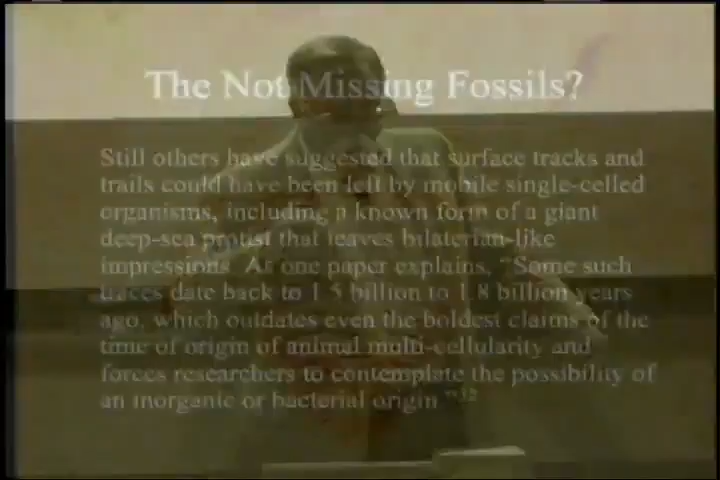 The Not Missing Fossils?
Still others have suggested that surface tracks and
trails could have been left by mobile single-celled
organisms, including a known form of a giant
deep-sea protist that leaves bilaterian-like
impressions. As one paper explains, "Some such
traces date back to 1.5 billion to 1.8 billion years
ago, which outdates even the boldest claims of the
time of origin of animal multi-cellularity and
forces researchers to contemplate the possibility of
an inorganic or bacterial origin."12